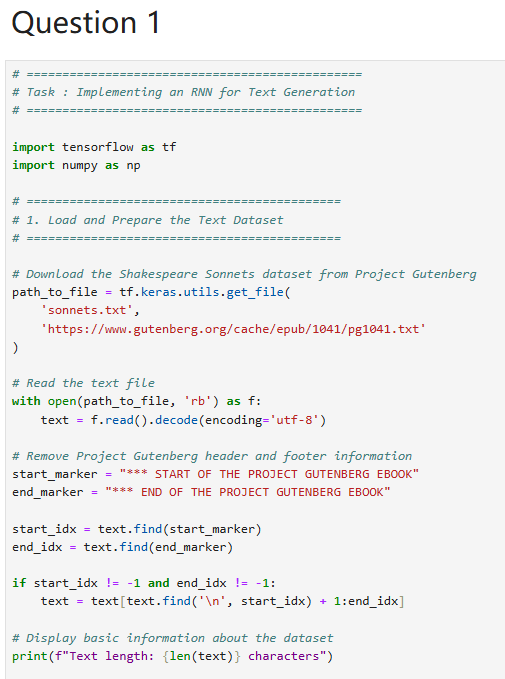 Question 1
# ===============================================
# Task : Implementing an RNN for Text Generation
# ===============================================
import tensorflow as tf
import numpy as np
# ============================================
# 1. Load and Prepare the Text Dataset
# ============================================
# Download the Shakespeare Sonnets dataset from Project Gutenberg
path_to_file = tf.keras.utils.get_file(
    'sonnets.txt',
    'https://www.gutenberg.org/cache/epub/1041/pg1041.txt'
)
# Read the text file
with open(path_to_file, 'rb') as f:
    text = f.read().decode(encoding='utf-8')
# Remove Project Gutenberg header and footer information
start_marker = "*** START OF THE PROJECT GUTENBERG EBOOK"
end_marker = "*** END OF THE PROJECT GUTENBERG EBOOK"
start_idx = text.find(start_marker)
end_idx = text.find(end_marker)
if start_idx != -1 and end_idx != -1:
    text = text[text.find('\n', start_idx) + 1:end_idx]
# Display basic information about the dataset
print(f"Text length: {len(text)} characters")